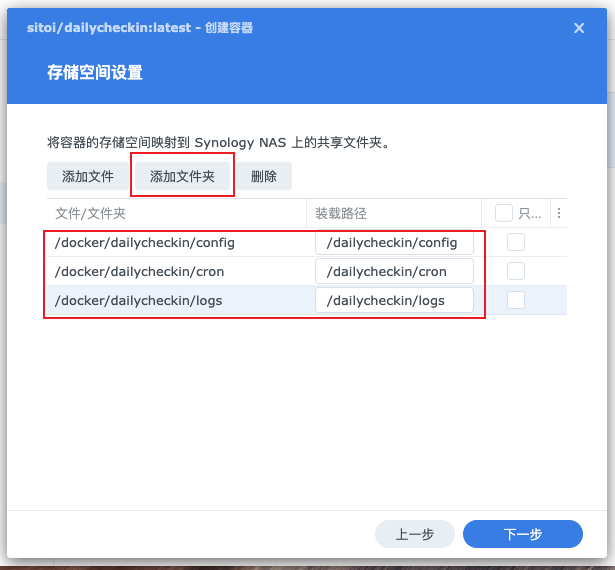 sitoi/dailycheckin:latest - 创建容器
存储空间设置
将容器的存储空间映射到 Synology NAS 上的共享文件夹。
添加文件 添加文件夹 删除
文件/文件夹 装载路径 只...
/docker/dailycheckin/config /dailycheckin/config
/docker/dailycheckin/cron /dailycheckin/cron
/docker/dailycheckin/logs /dailycheckin/logs
上一步 下一步